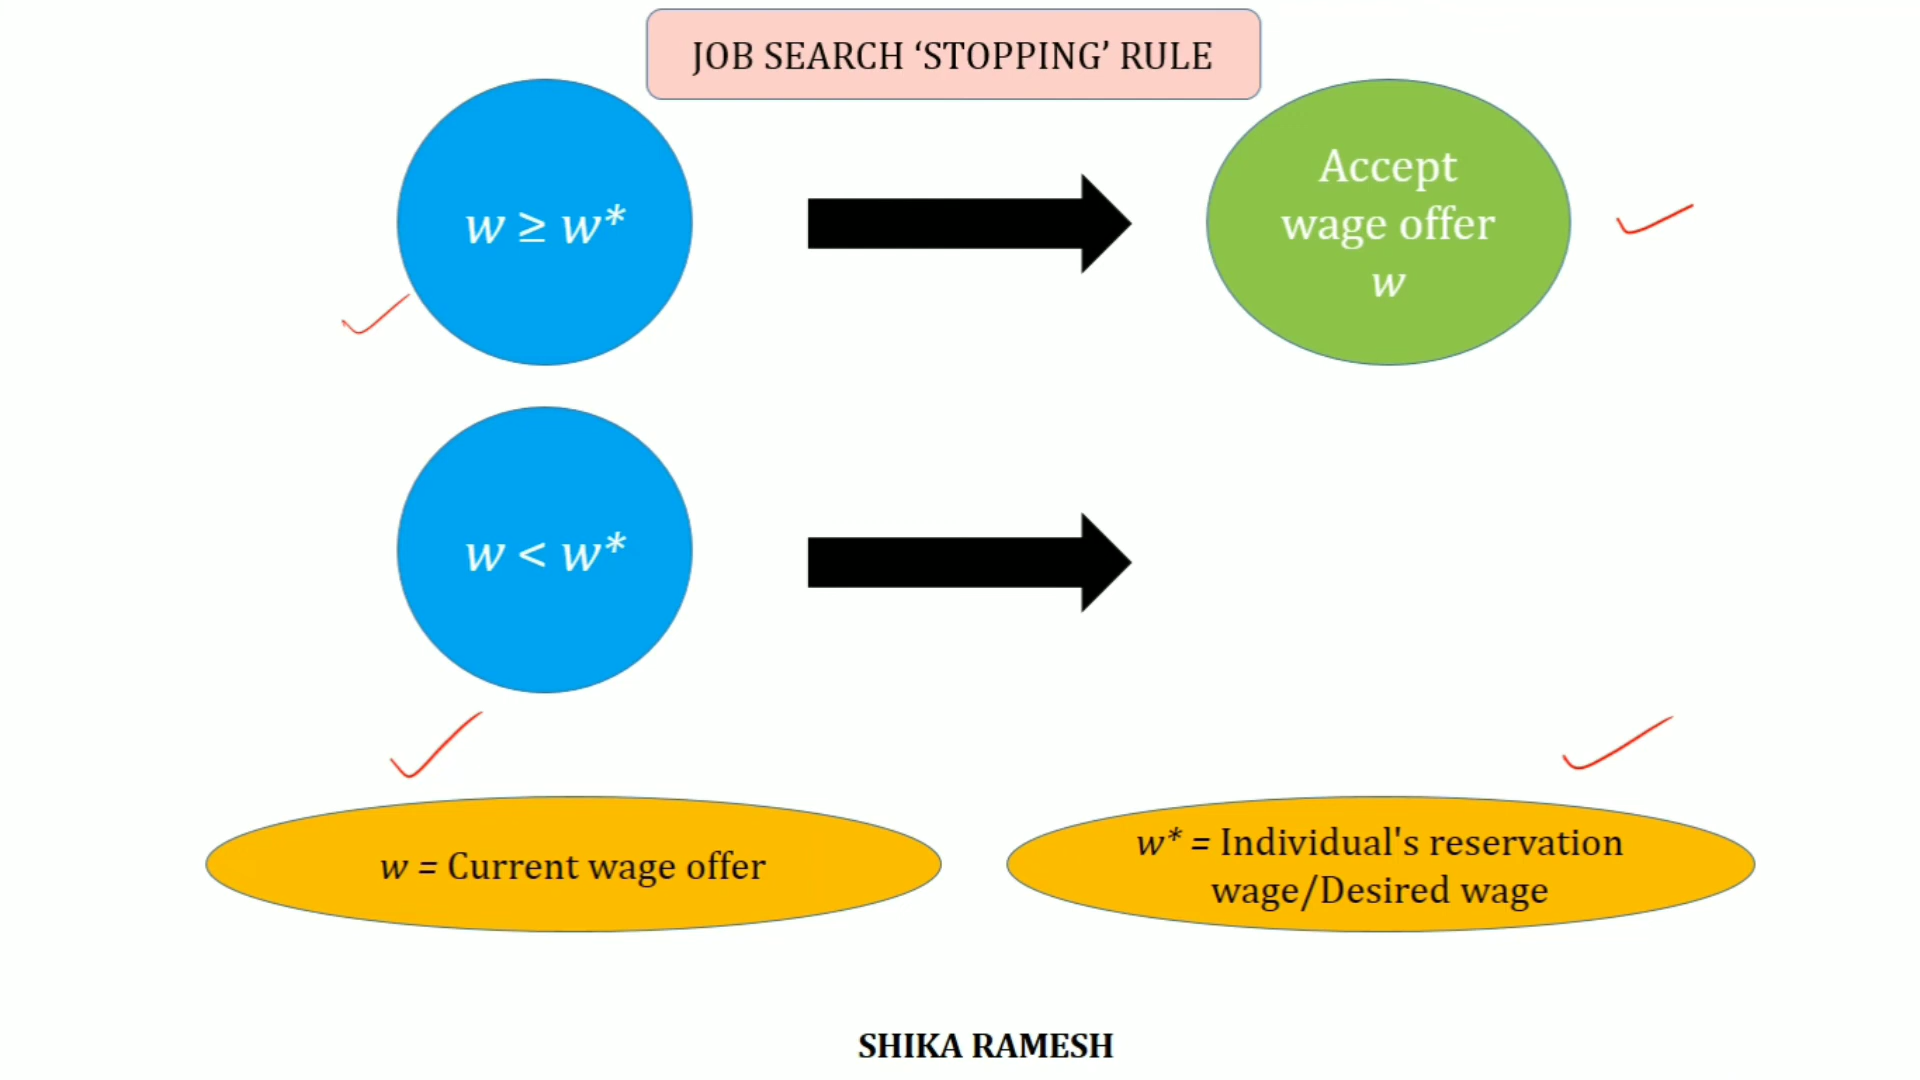 JOB SEARCH ‘STOPPING’ RULE
w ≥ w*
Accept
wage offer
w
w < w*
w = Current wage offer
w* = Individual's reservation
wage/Desired wage
SHIKA RAMESH